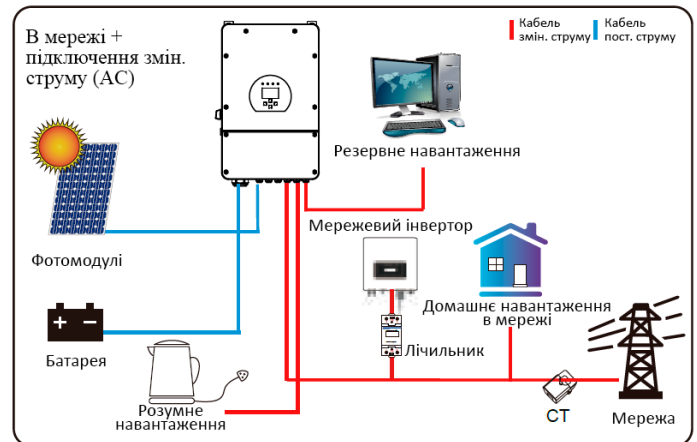 В мережі +
підключення змін.
струму (AC)
Кабель
змін. струму
Кабель
пост. струму
Резервне навантаження
Мережевий інвертор
Фотомодулі
Домашнє навантаження
в мережі
Лічильник
Батарея
Розумне
навантаження
CT
Мережа